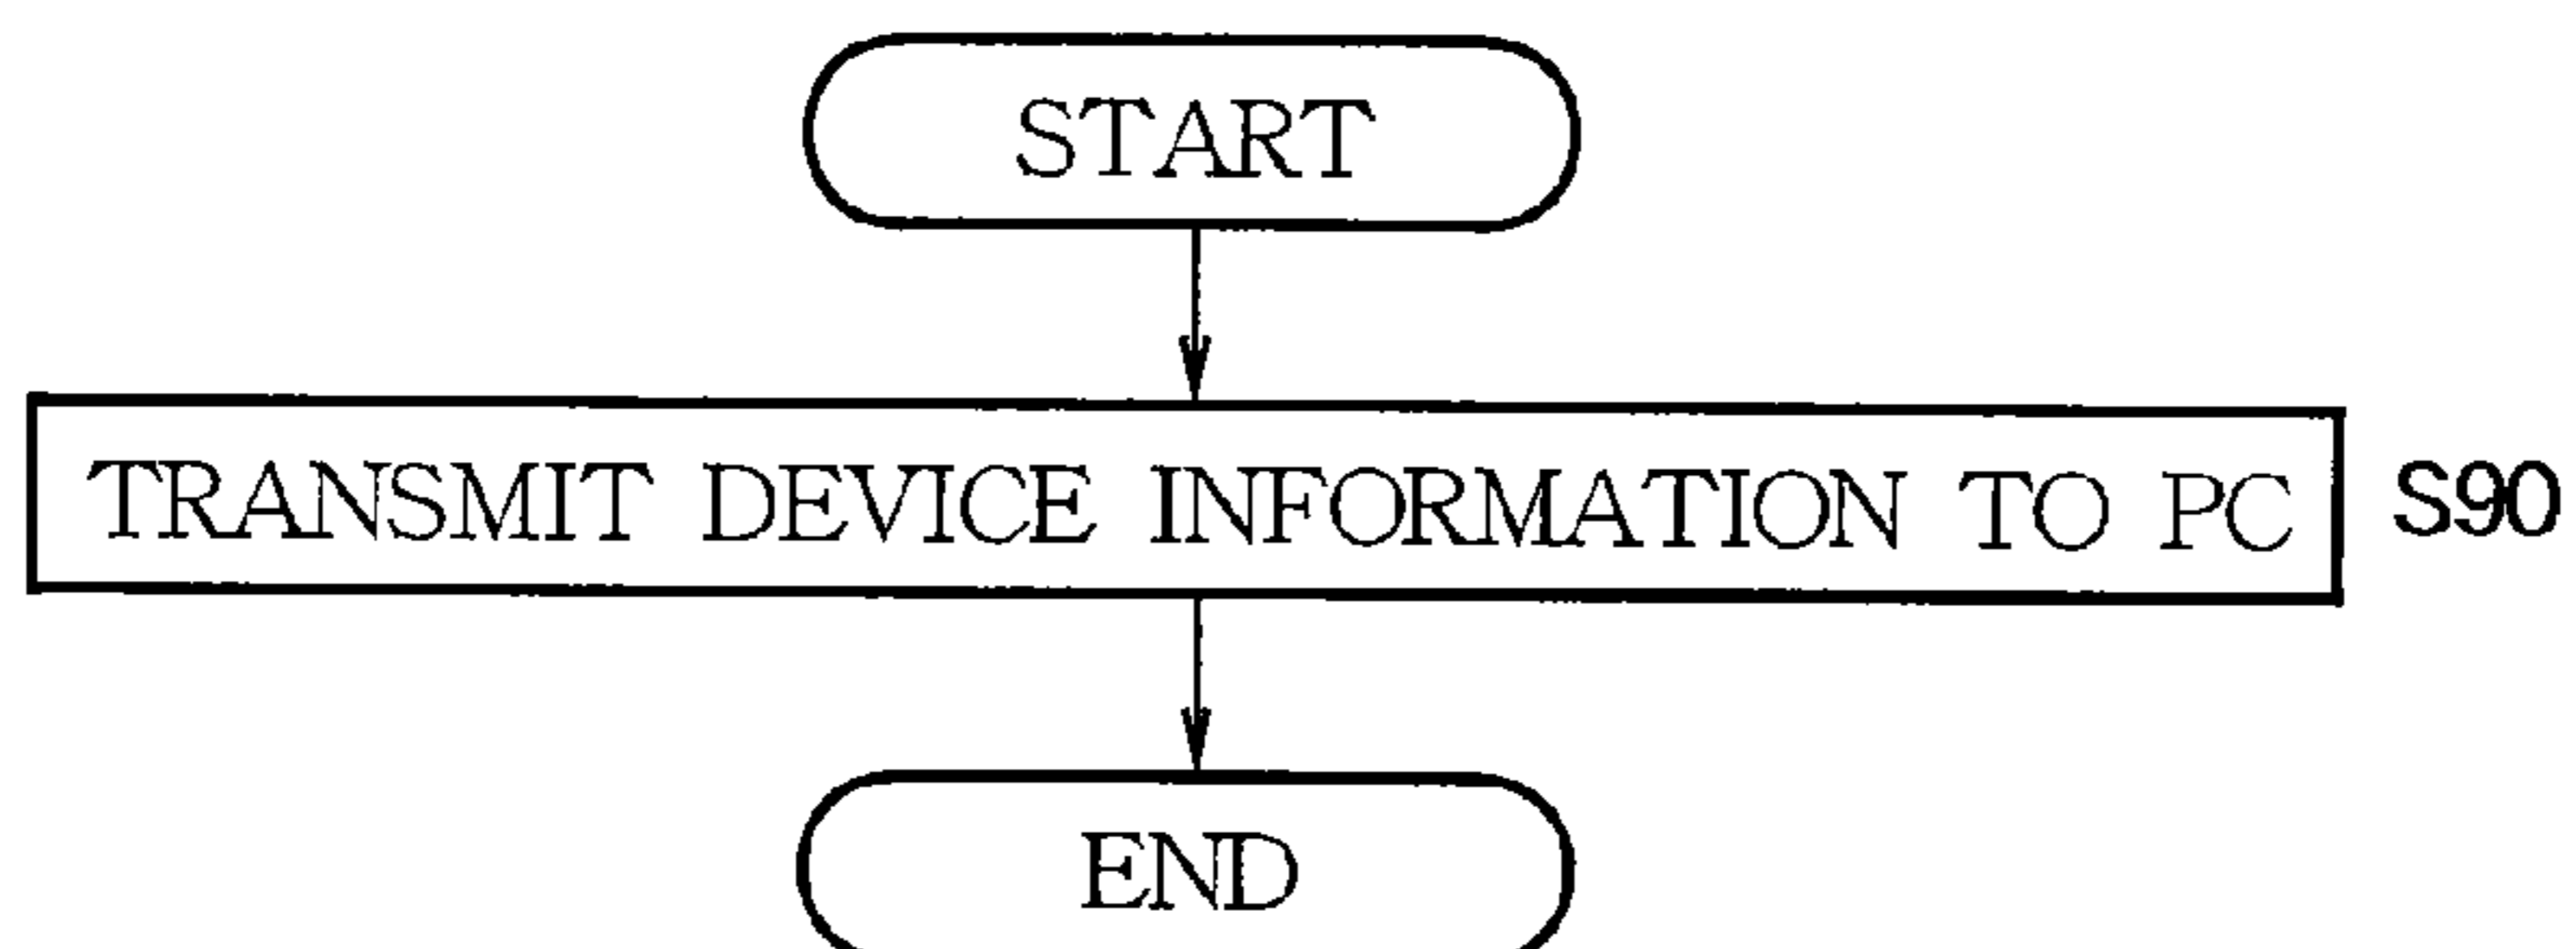 START
TRANSMIT DEVICE INFORMATION TO PC S90
END